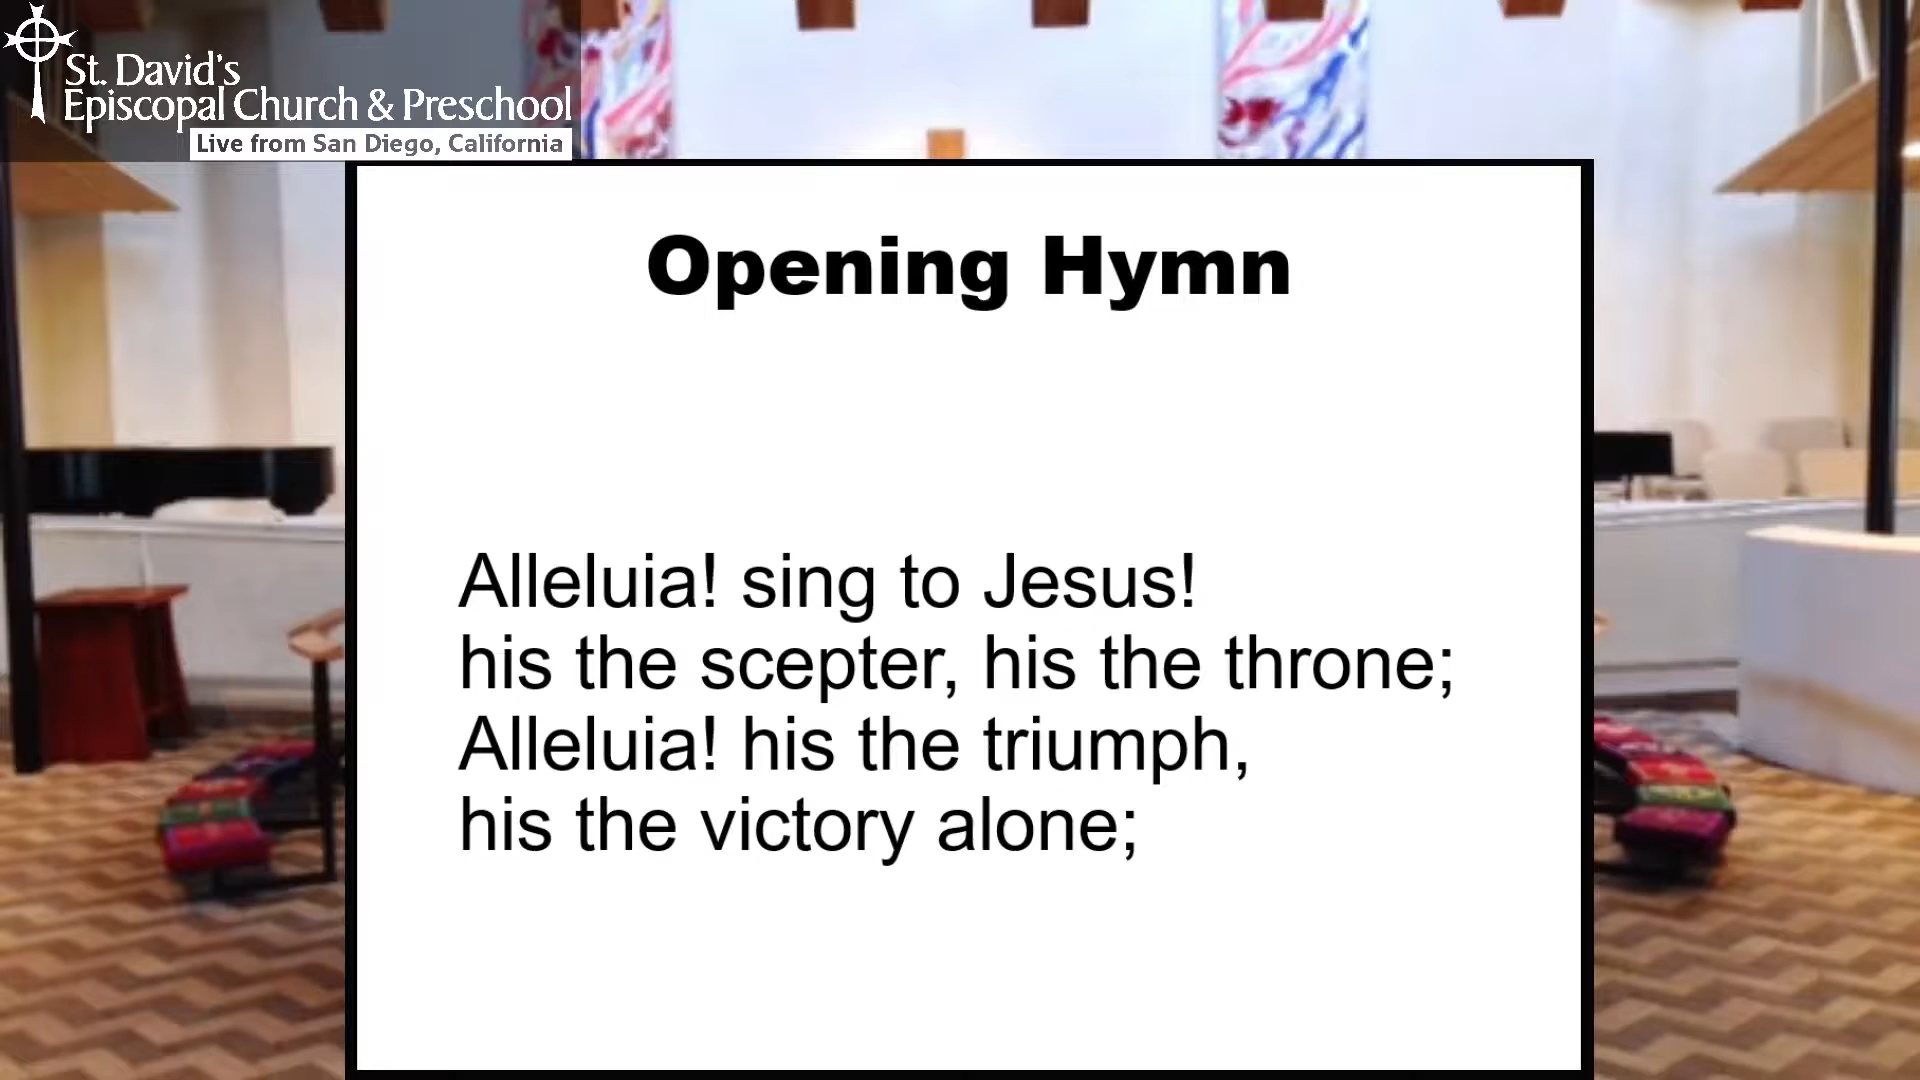 St. David's
Episcopal Church & Preschool
Live from San Diego, California
Opening Hymn
Alleluia! sing to Jesus!
his the scepter, his the throne;
Alleluia! his the triumph,
his the victory alone;